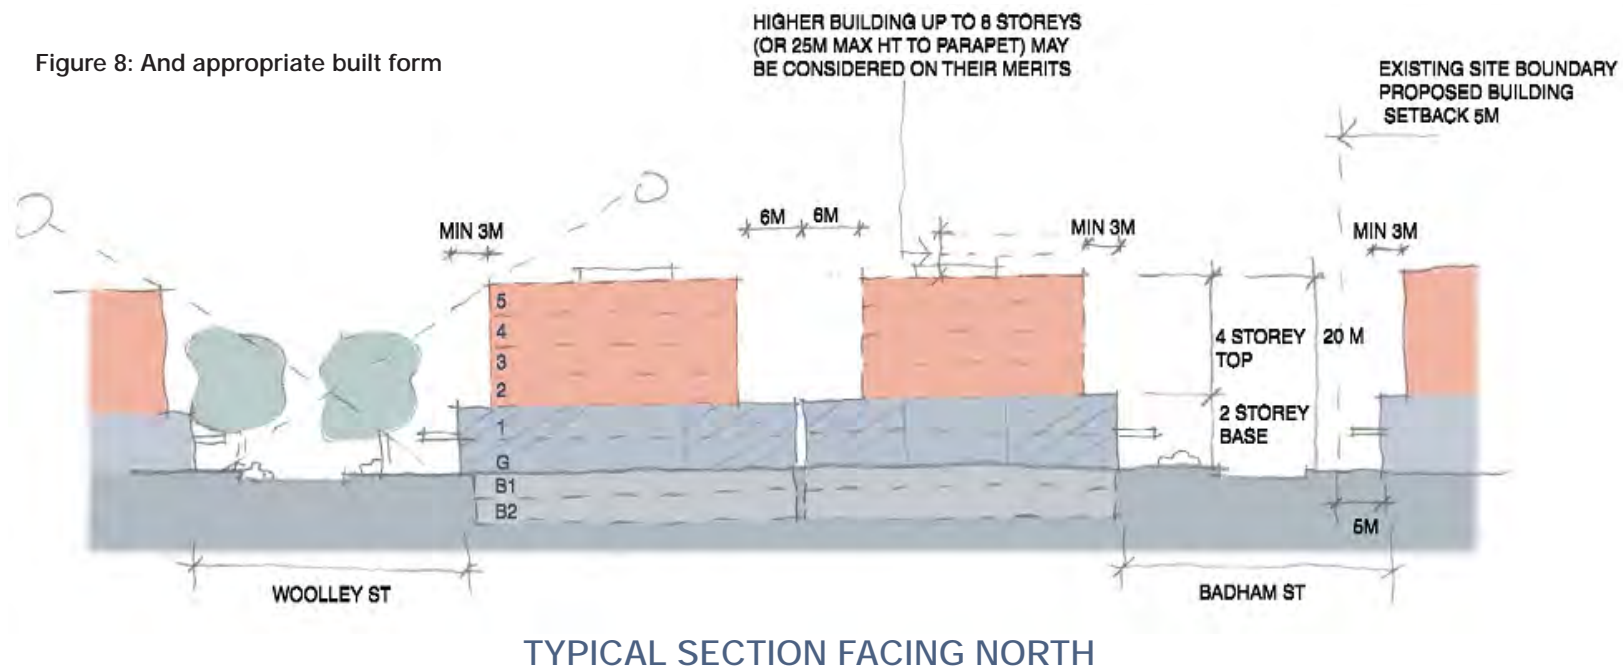 Figure 8: And appropriate built form
HIGHER BUILDING UP TO 8 STOREYS
(OR 25M MAX HT TO PARAPET) MAY
BE CONSIDERED ON THEIR MERITS
EXISTING SITE BOUNDARY
PROPOSED BUILDING
SETBACK 5M
MIN 3M
6M
6M
MIN 3M
MIN 3M
5
4
3
2
1
G
B1
B2
4 STOREY
TOP
20 M
2 STOREY
BASE
5M
WOOLLEY ST
BADHAM ST
TYPICAL SECTION FACING NORTH